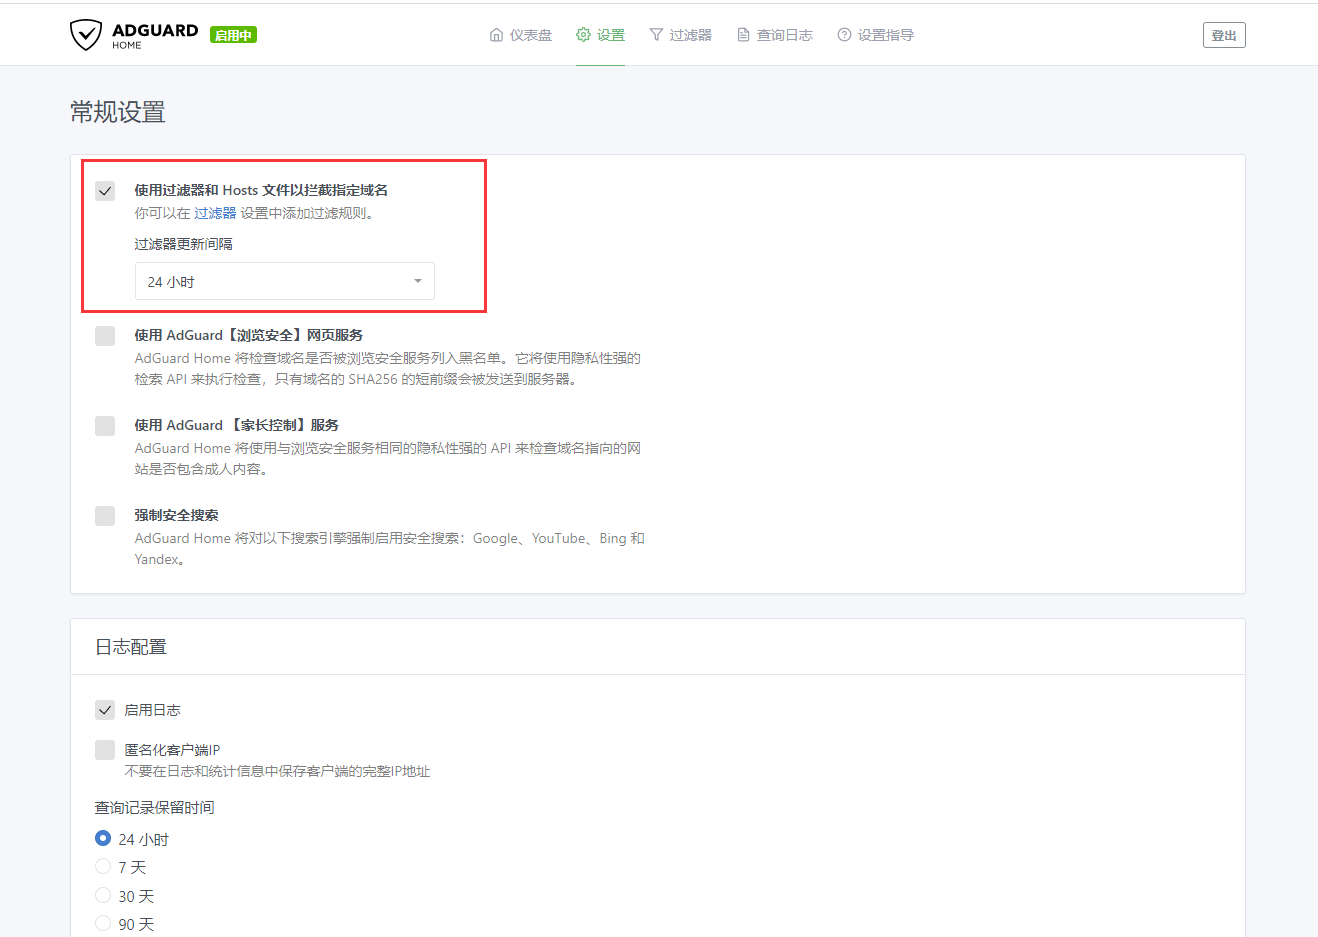 ADGUARD
HOME
启用中
仪表盘
设置
过滤器
查询日志
设置指导
登出
常规设置
使用过滤器和 Hosts 文件以拦截指定域名
你可以在 过滤器 设置中添加过滤规则。
过滤器更新间隔
24 小时
使用 AdGuard【浏览安全】网页服务
AdGuard Home 将检查域名是否被浏览安全服务列入黑名单。它将使用隐私性强的
检索 API 来执行检查，只有域名的 SHA256 的短前缀会被发送到服务器。
使用 AdGuard 【家长控制】服务
AdGuard Home 将使用与浏览安全服务相同的隐私性强的 API 来检查域名指向的网
站是否包含成人内容。
强制安全搜索
AdGuard Home 将对以下搜索引擎强制启用安全搜索：Google、YouTube、Bing 和
Yandex。
日志配置
启用日志
匿名化客户端IP
不要在日志和统计信息中保存客户端的完整IP地址
查询记录保留时间
24 小时
7 天
30 天
90 天